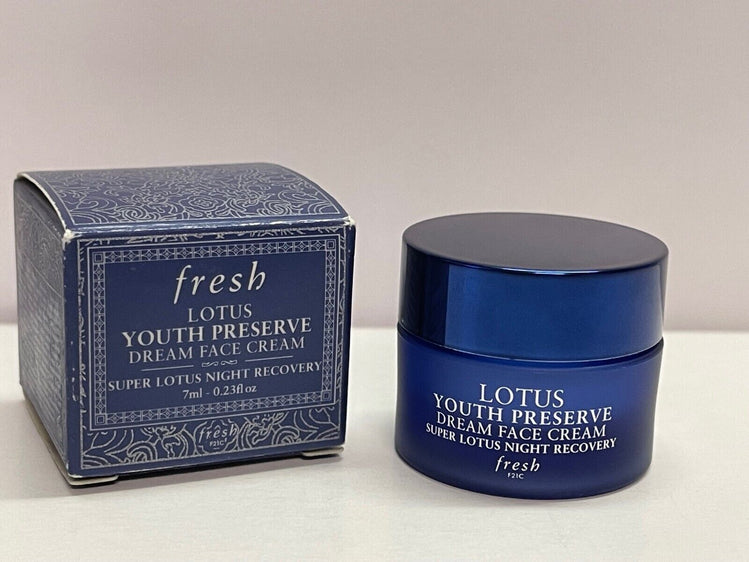 fresh
LOTUS
YOUTH PRESERVE
DREAM FACE CREAM
SUPER LOTUS NIGHT RECOVERY
7ml - 0.23fl oz
fresh
F21C
LOTUS
YOUTH PRESERVE
DREAM FACE CREAM
SUPER LOTUS NIGHT RECOVERY
fresh
F21C